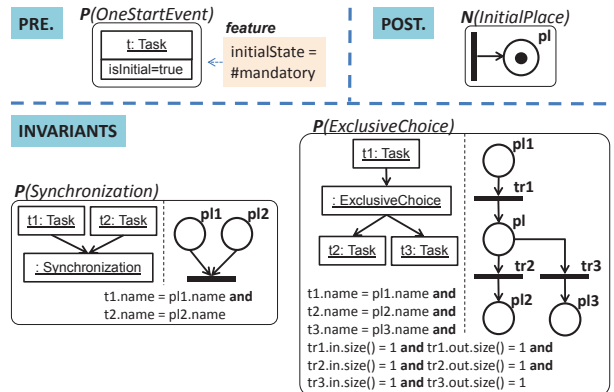 PRE.
P(OneStartEvent)
t: Task
isInitial=true
feature
initialState =
#mandatory
POST.
N(InitialPlace)
pl
INVARIANTS
P(Synchronization)
t1: Task
t2: Task
: Synchronization
pl1
pl2
t1.name = pl1.name and
t2.name = pl2.name
P(ExclusiveChoice)
t1: Task
: ExclusiveChoice
t2: Task
t3: Task
pl1
tr1
pl
tr2
tr3
pl2
pl3
t1.name = pl1.name and
t2.name = pl2.name and
t3.name = pl3.name and
tr1.in.size() = 1 and tr1.out.size() = 1 and
tr2.in.size() = 1 and tr2.out.size() = 1 and
tr3.in.size() = 1 and tr3.out.size() = 1